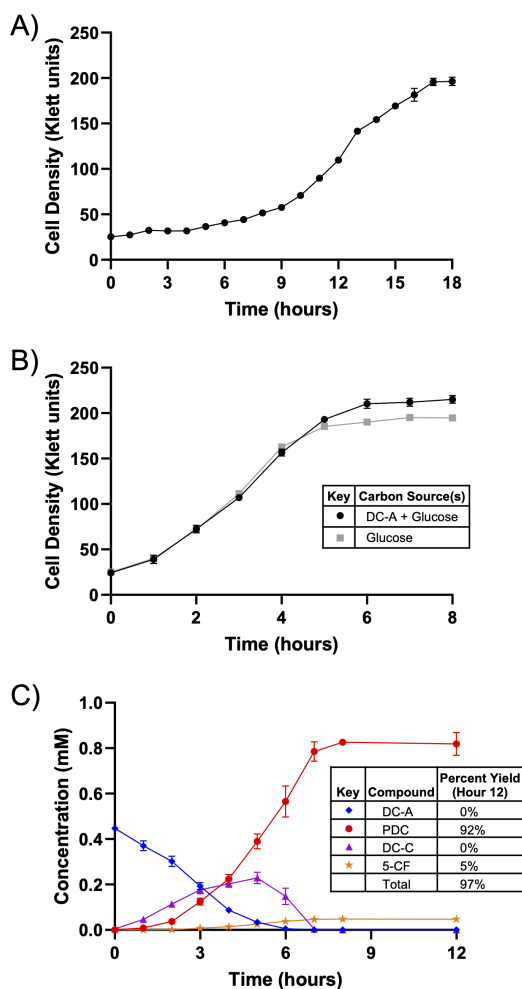 A)
Cell Density (Klett units)
250
200
150
100
50
0
0 3 6 9 12 15 18
Time (hours)
B)
Cell Density (Klett units)
250
200
150
100
50
0
Key Carbon Source(s)
DC-A + Glucose
Glucose
0 2 4 6 8
Time (hours)
C)
Concentration (mM)
1.0
0.8
0.6
0.4
0.2
0.0
Key Compound Percent Yield (Hour 12)
DC-A 0%
PDC 92%
DC-C 0%
5-CF 5%
Total 97%
0 3 6 9 12
Time (hours)